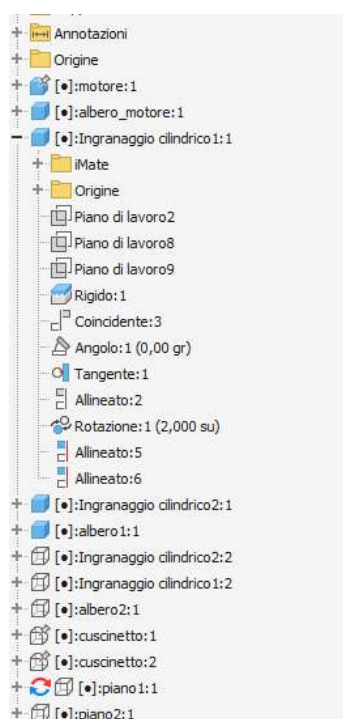 Annotazioni
Origine
[●]:motore:1
[●]:albero_motore:1
[●]:Ingranaggio cilindrico1:1
iMate
Origine
Piano di lavoro2
Piano di lavoro8
Piano di lavoro9
Rigido:1
Coincidente:3
Angolo:1 (0,00 gr)
Tangente:1
Allineato:2
Rotazione:1 (2,000 su)
Allineato:5
Allineato:6
[●]:Ingranaggio cilindrico2:1
[●]:albero1:1
[●]:Ingranaggio cilindrico2:2
[●]:Ingranaggio cilindrico1:2
[●]:albero2:1
[●]:cuscinetto:1
[●]:cuscinetto:2
[●]:piano1:1
[●]:piano2:1